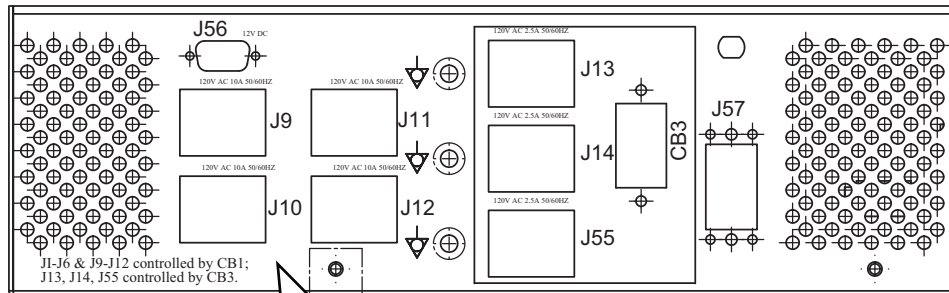 J56
12V DC
120V AC 2.5A 50/60HZ
J13
120V AC 10A 50/60HZ
J9
120V AC 10A 50/60HZ
J11
J57
120V AC 2.5A 50/60HZ
J14
CB3
120V AC 10A 50/60HZ
J10
120V AC 10A 50/60HZ
J12
120V AC 2.5A 50/60HZ
J55
JI-J6 & J9-J12 controlled by CB1;
J13, J14, J55 controlled by CB3.